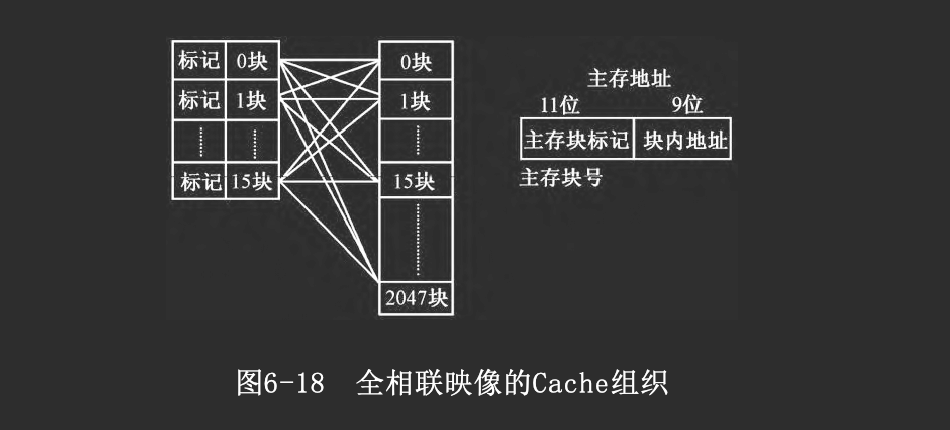 标记 0块
标记 1块
标记 15块
0块
1块
15块
2047块
主存地址
11位 9位
主存块标记 块内地址
主存块号
图6-18 全相联映像的Cache组织